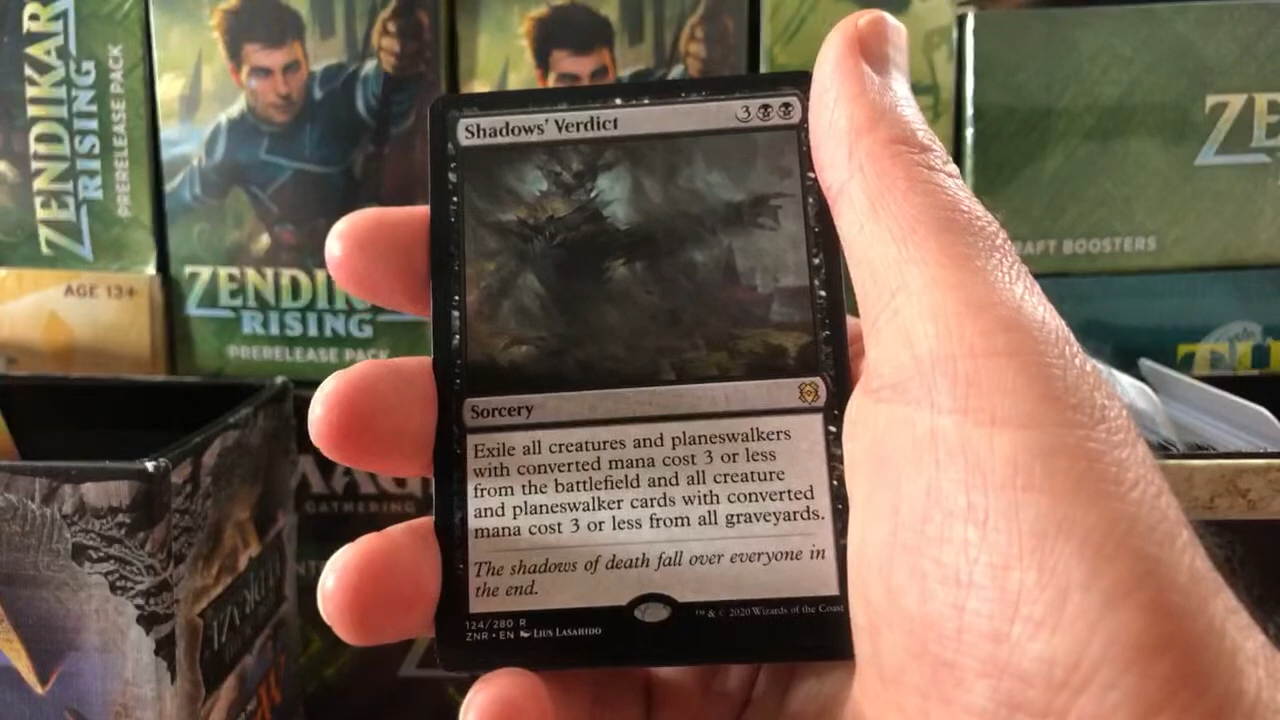 ZENDIKAR
RISING
PRERELEASE PACK
AGE 13+
ZENDIK
RISING
PRERELEASE PACK
ZE
AFT BOOSTERS
GATHERING
Shadows' Verdict
3
Sorcery
Exile all creatures and planeswalkers
with converted mana cost 3 or less
from the battlefield and all creature
and planeswalker cards with converted
mana cost 3 or less from all graveyards.
The shadows of death fall over everyone in
the end.
124/280 R
ZNR • EN LIUS LASAHIDO
™ & © 2020 Wizards of the Coast